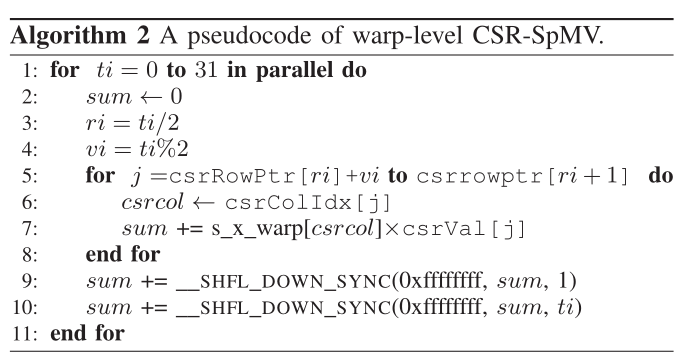 Algorithm 2 A pseudocode of warp-level CSR-SpMV.
1: for ti = 0 to 31 in parallel do
2: sum ← 0
3: ri = ti/2
4: vi = ti%2
5: for j =csrRowPtr[ri]+vi to csrrowptr[ri + 1] do
6: csrcol ← csrColIdx[j]
7: sum += s_x_warp[csrcol]×csrVal[j]
8: end for
9: sum += __SHFL_DOWN_SYNC(0xffffffff, sum, 1)
10: sum += __SHFL_DOWN_SYNC(0xffffffff, sum, ti)
11: end for